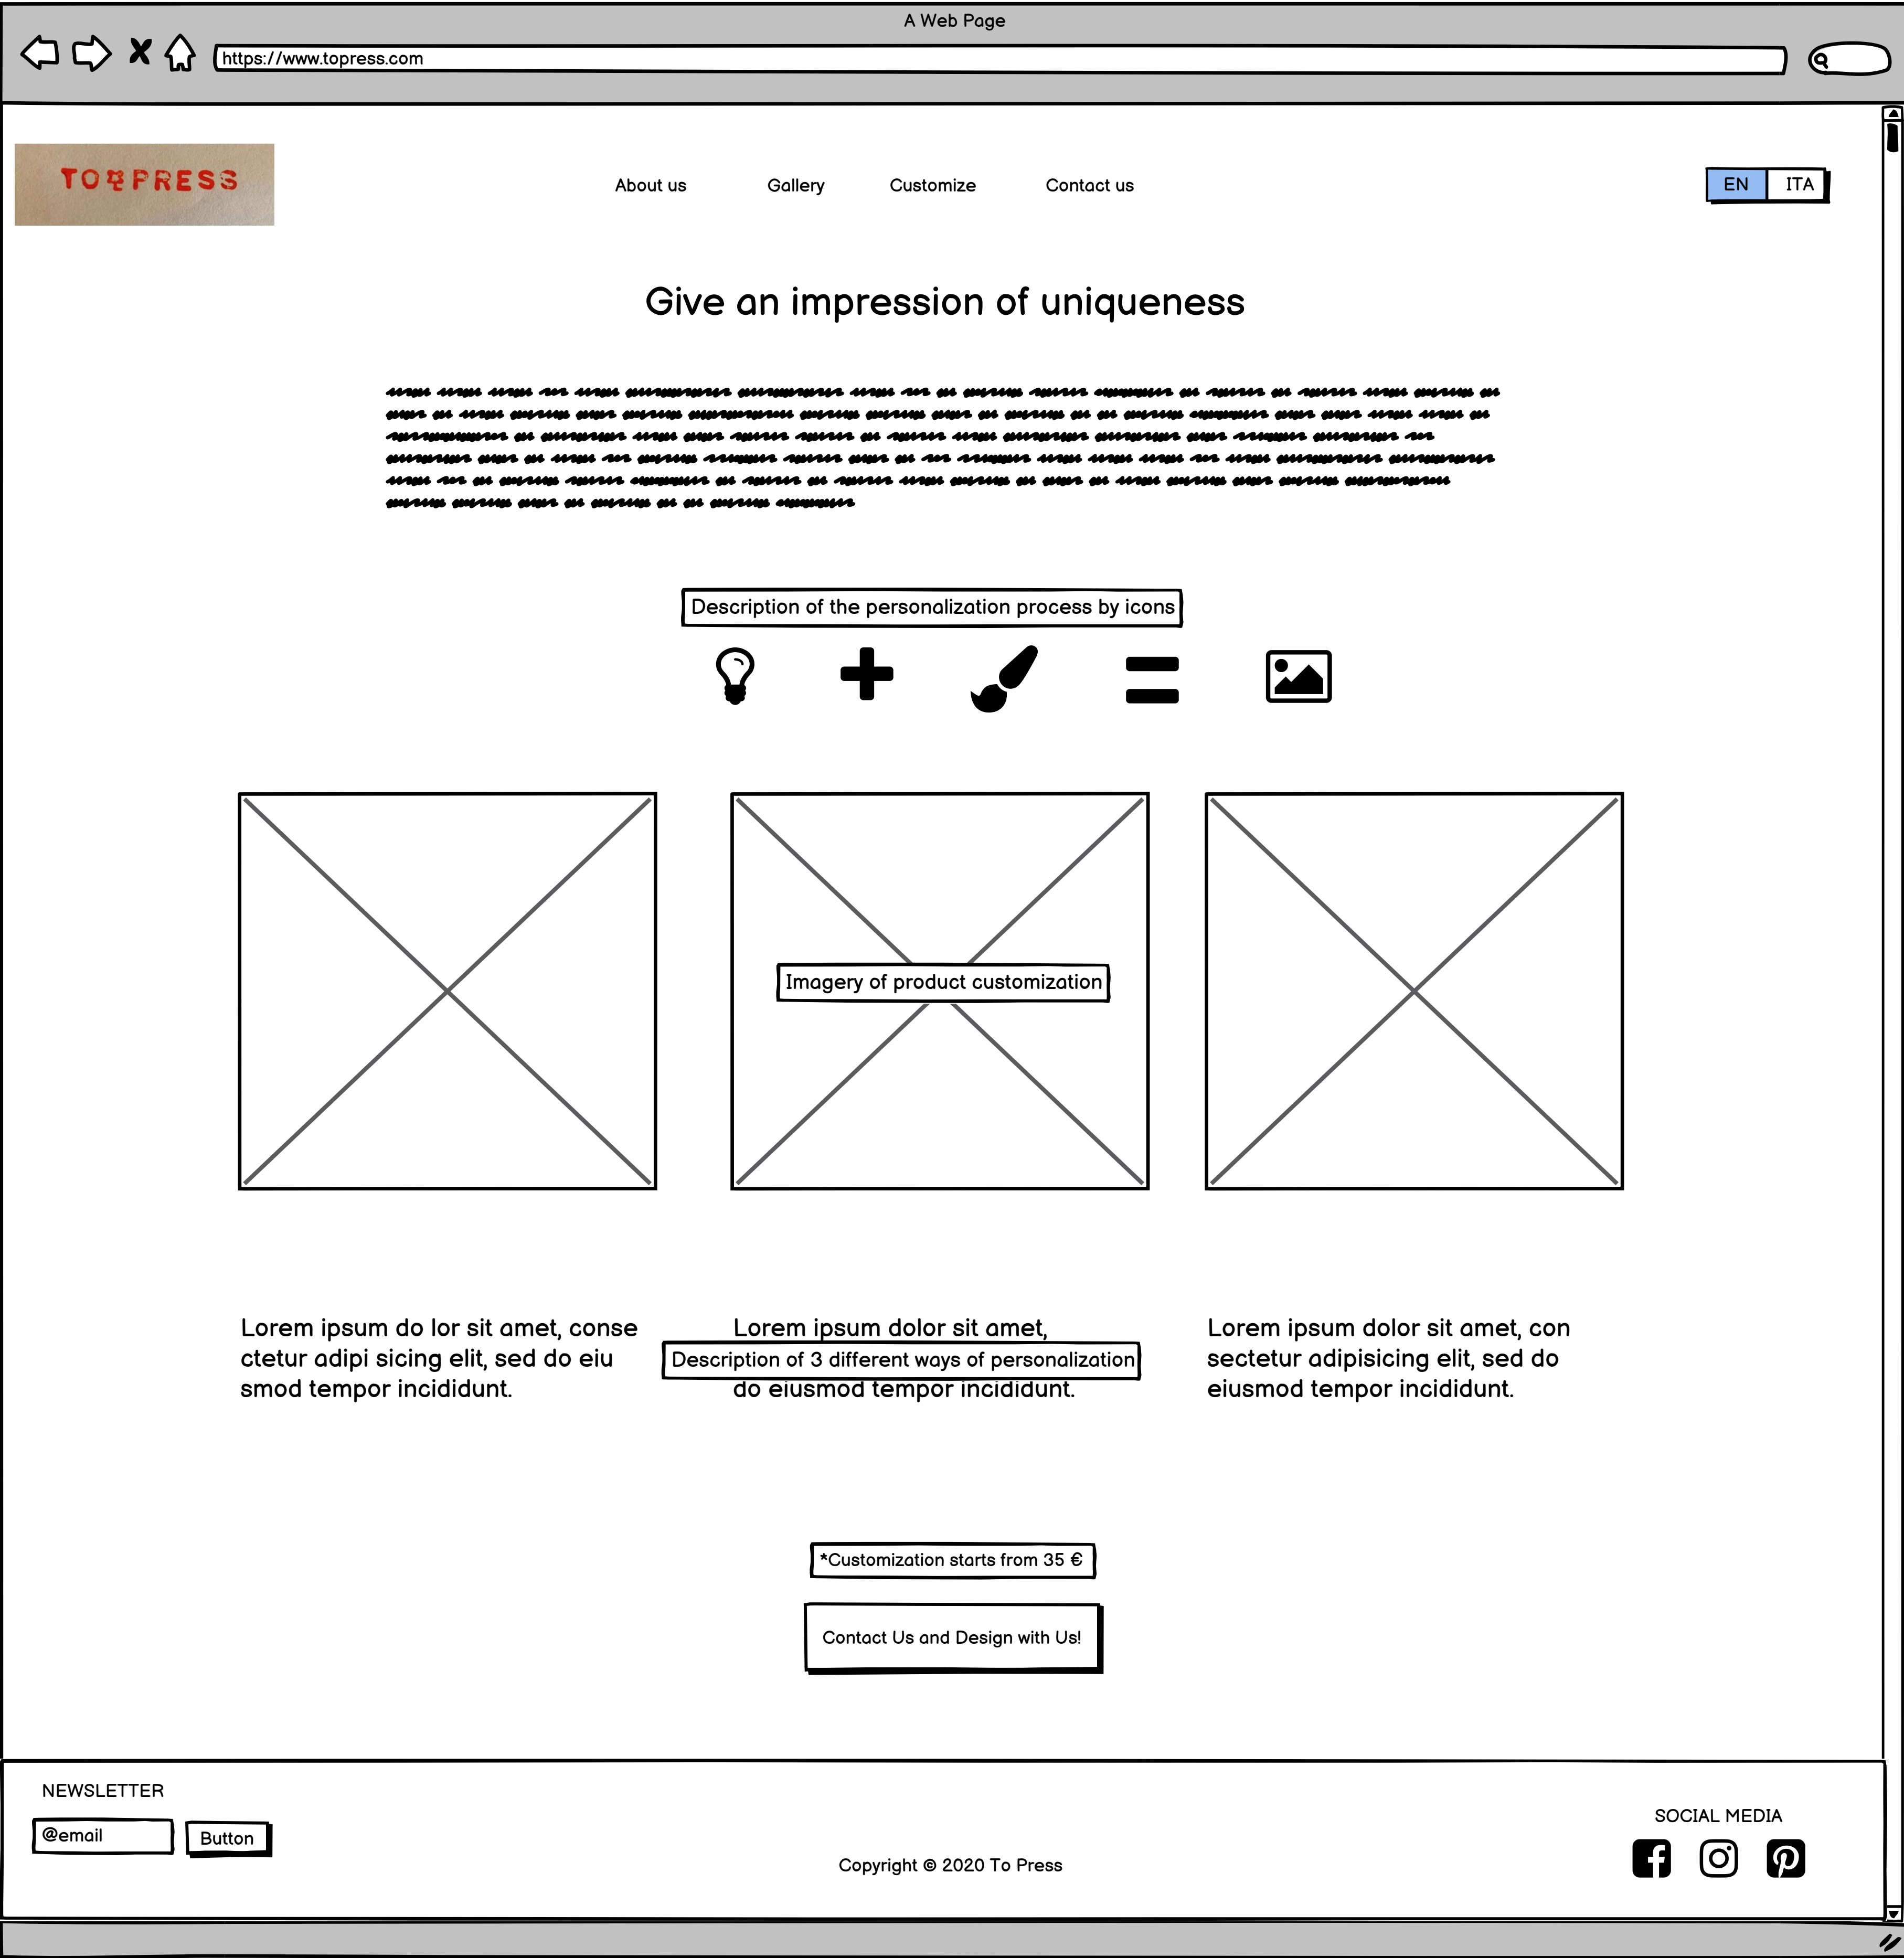 A Web Page
https://www.topress.com
TO PRESS
About us Gallery Customize Contact us
EN ITA
Give an impression of uniqueness
Description of the personalization process by icons
Imagery of product customization
Lorem ipsum do lor sit amet, conse
ctetur adipi sicing elit, sed do eiu
smod tempor incididunt.
Lorem ipsum dolor sit amet,
Description of 3 different ways of personalization
do eiusmod tempor incididunt.
Lorem ipsum dolor sit amet, con
sectetur adipisicing elit, sed do
eiusmod tempor incididunt.
*Customization starts from 35 €
Contact Us and Design with Us!
NEWSLETTER
@email Button
Copyright © 2020 To Press
SOCIAL MEDIA